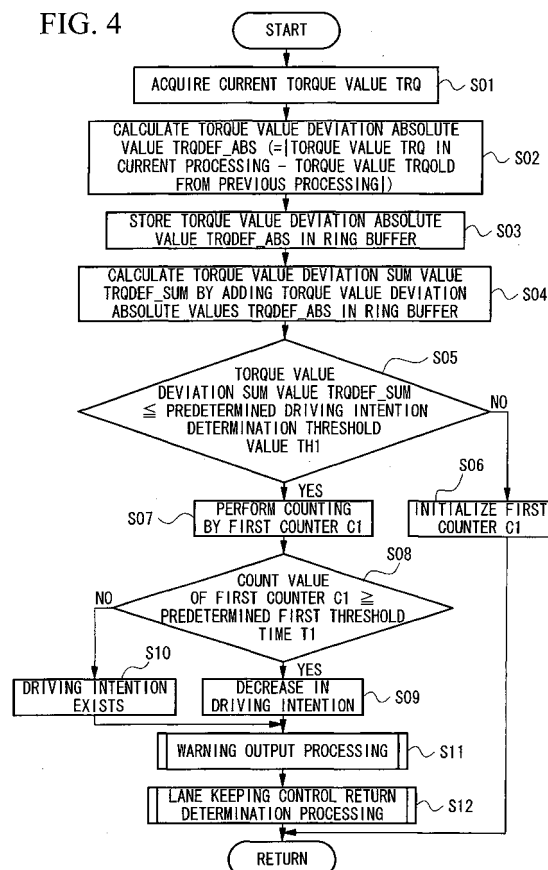 FIG. 4
START
ACQUIRE CURRENT TORQUE VALUE TRQ
S01
CALCULATE TORQUE VALUE DEVIATION ABSOLUTE
VALUE TRQDEF_ABS (=|TORQUE VALUE TRQ IN
CURRENT PROCESSING - TORQUE VALUE TRQOLD
FROM PREVIOUS PROCESSING|)
S02
STORE TORQUE VALUE DEVIATION ABSOLUTE
VALUE TRQDEF_ABS IN RING BUFFER
S03
CALCULATE TORQUE VALUE DEVIATION SUM VALUE
TRQDEF_SUM BY ADDING TORQUE VALUE DEVIATION
ABSOLUTE VALUES TRQDEF_ABS IN RING BUFFER
S04
S05
TORQUE VALUE
DEVIATION SUM VALUE TRQDEF_SUM
≦ PREDETERMINED DRIVING INTENTION
DETERMINATION THRESHOLD
VALUE TH1
NO
YES
S06
INITIALIZE FIRST
COUNTER C1
S07
PERFORM COUNTING
BY FIRST COUNTER C1
S08
COUNT VALUE
OF FIRST COUNTER C1 ≧
PREDETERMINED FIRST THRESHOLD
TIME T1
NO
YES
S10
DRIVING INTENTION
EXISTS
DECREASE IN
DRIVING INTENTION
S09
WARNING OUTPUT PROCESSING
S11
LANE KEEPING CONTROL RETURN
DETERMINATION PROCESSING
S12
RETURN